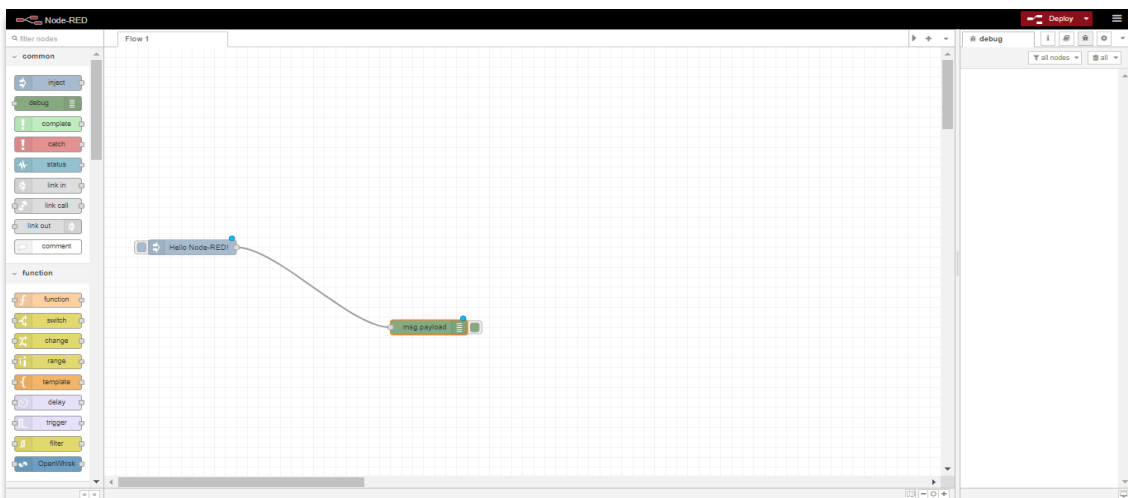 Node-RED
Deploy
filter nodes
Flow 1
debug
i
all nodes
all
common
inject
debug
complete
catch
status
link in
link call
link out
comment
function
function
switch
change
range
template
delay
trigger
filter
OpenWhisk
Hello Node-RED!
msg.payload